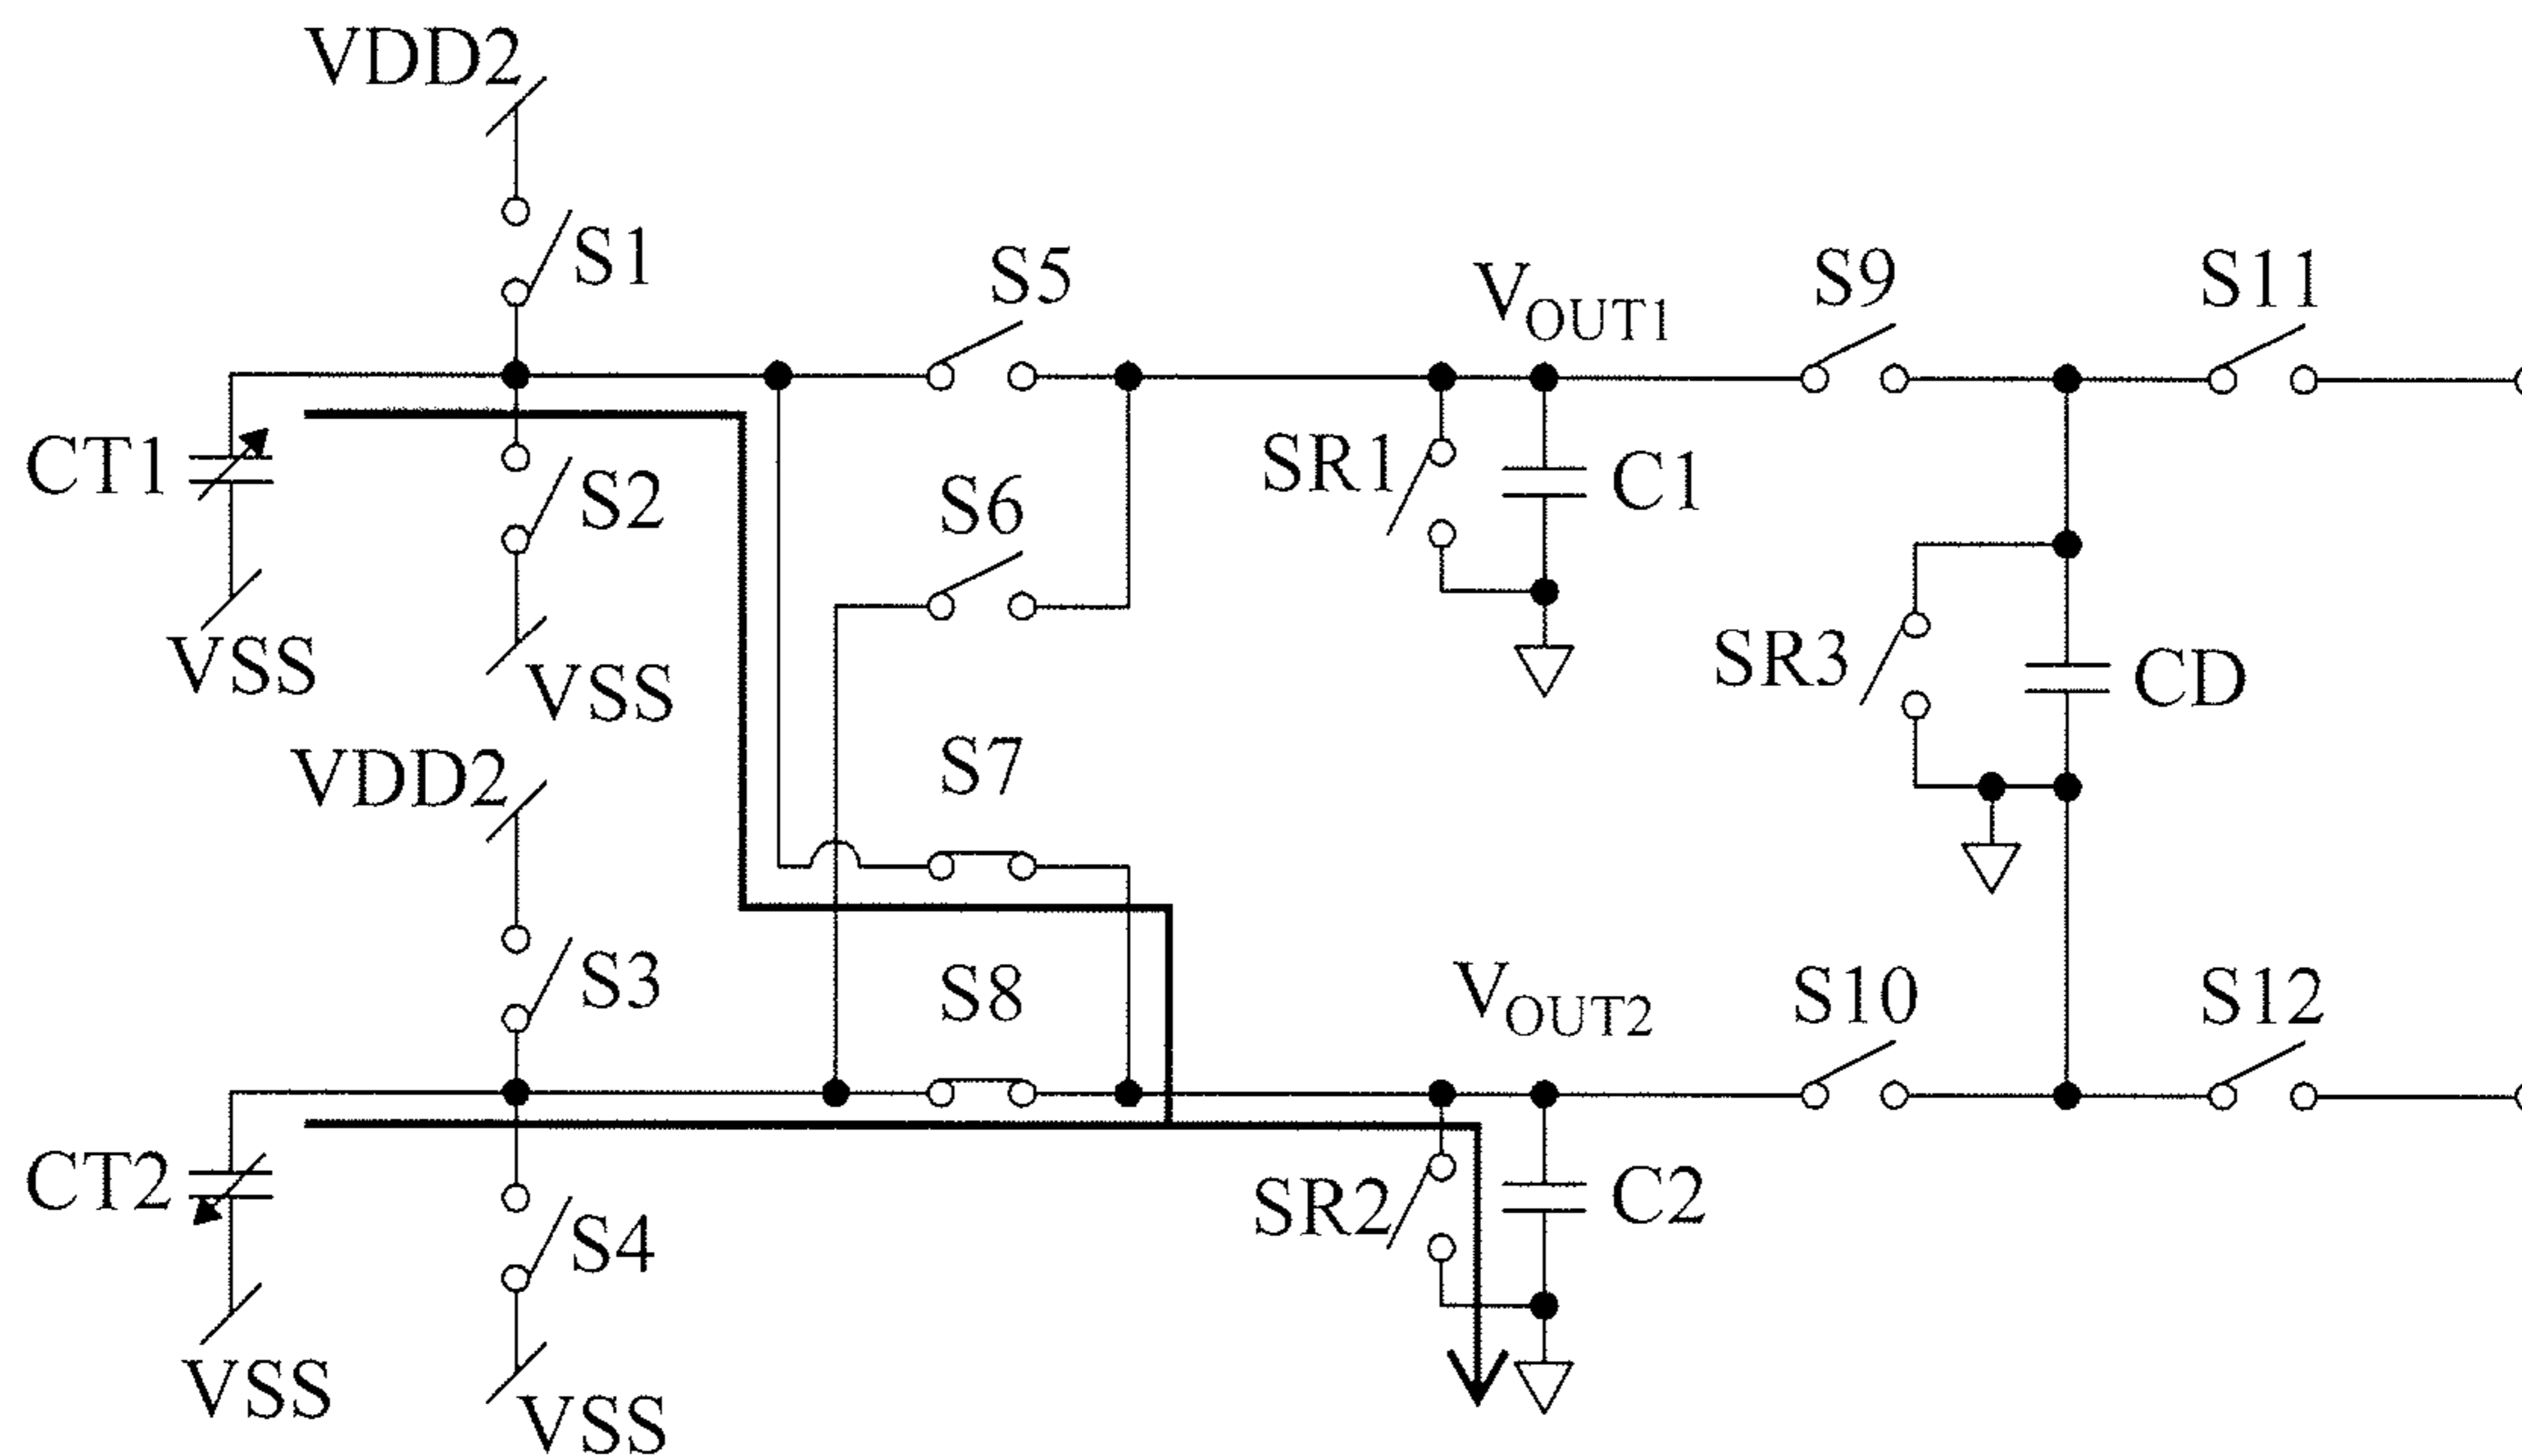 VDD2
S1
S5
VOUT1
S9
S11
CT1
S2
S6
SR1
C1
VSS
VSS
SR3
CD
VDD2
S7
S3
S8
VOUT2
S10
S12
CT2
S4
SR2
C2
VSS
VSS